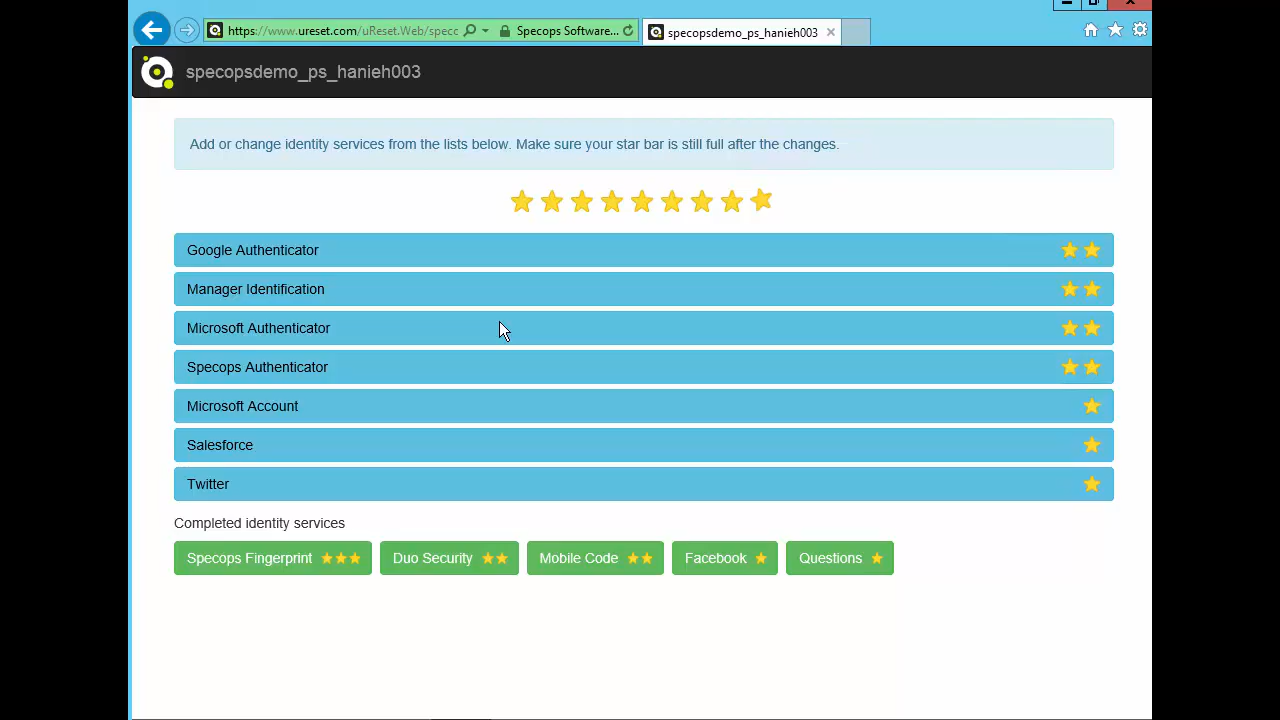 https://www.ureset.com/uReset.Web/specc
Specops Software...
specopsdemo_ps_hanieh003
specopsdemo_ps_hanieh003
Add or change identity services from the lists below. Make sure your star bar is still full after the changes.
Google Authenticator
Manager Identification
Microsoft Authenticator
Specops Authenticator
Microsoft Account
Salesforce
Twitter
Completed identity services
Specops Fingerprint
Duo Security
Mobile Code
Facebook
Questions